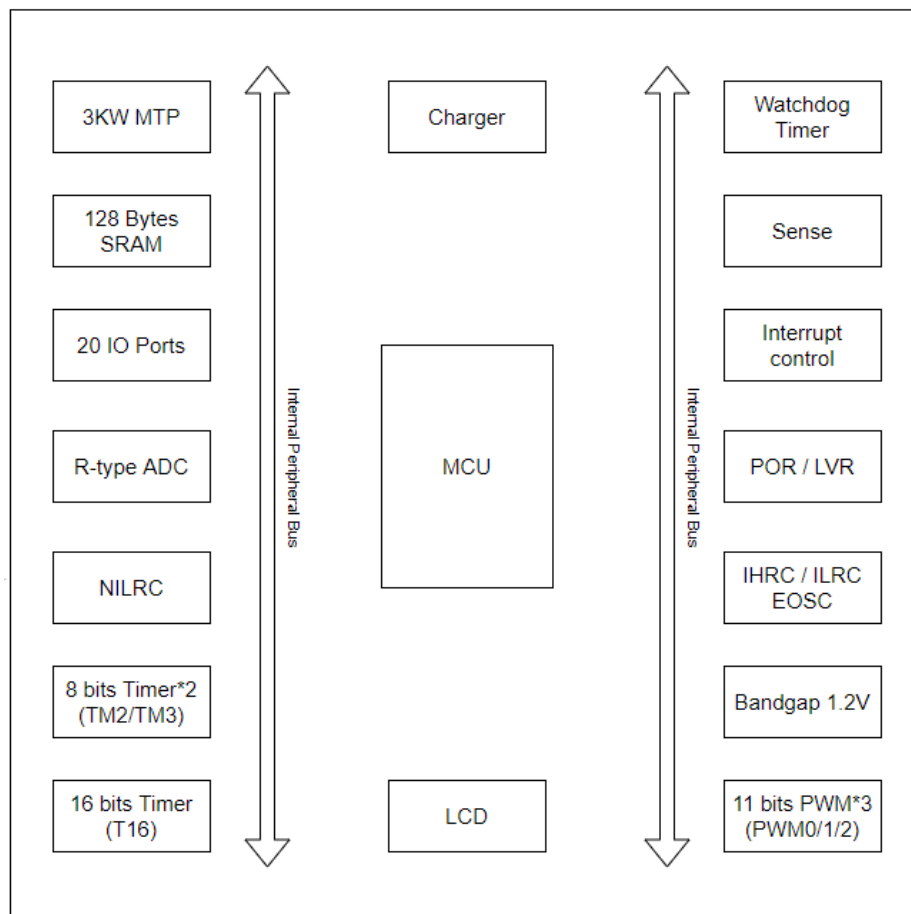 3KW MTP
128 Bytes
SRAM
20 IO Ports
R-type ADC
NILRC
8 bits Timer*2
(TM2/TM3)
16 bits Timer
(T16)
Internal Peripheral Bus
Charger
MCU
LCD
Internal Peripheral Bus
Watchdog
Timer
Sense
Interrupt
control
POR / LVR
IHRC / ILRC
EOSC
Bandgap 1.2V
11 bits PWM*3
(PWM0/1/2)